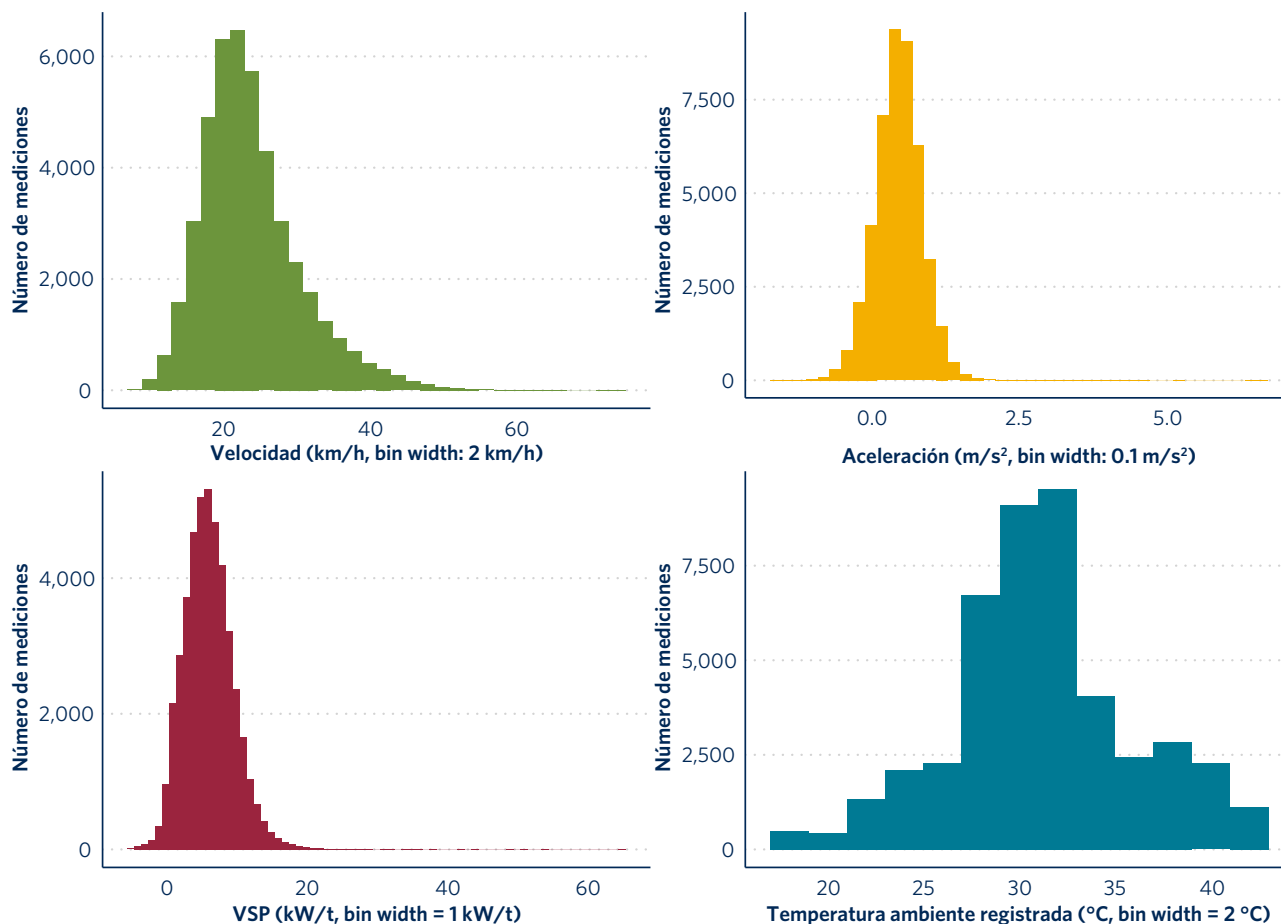 Número de mediciones
6,000
4,000
2,000
0
20 40 60
Velocidad (km/h, bin width: 2 km/h)
Número de mediciones
7,500
5,000
2,500
0
0.0 2.5 5.0
Aceleración (m/s², bin width: 0.1 m/s²)
Número de mediciones
4,000
2,000
0
0 20 40 60
VSP (kW/t, bin width = 1 kW/t)
Número de mediciones
7,500
5,000
2,500
0
20 25 30 35 40
Temperatura ambiente registrada (ºC, bin width = 2 ºC)